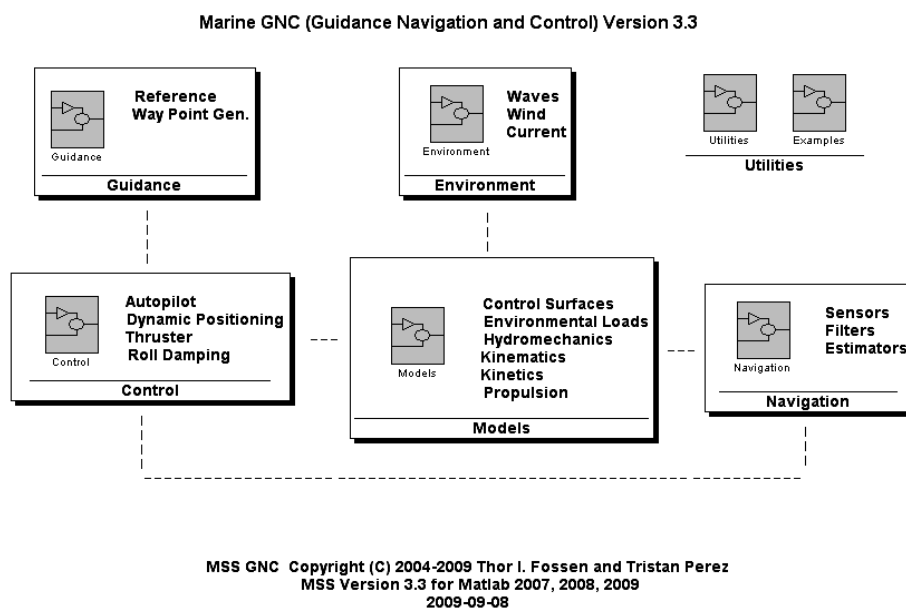 Marine GNC (Guidance Navigation and Control) Version 3.3
Reference
Way Point Gen.
Guidance
Guidance
Waves
Wind
Current
Environment
Environment
Utilities
Examples
Utilities
Autopilot
Dynamic Positioning
Thruster
Roll Damping
Control
Control
Control Surfaces
Environmental Loads
Hydromechanics
Kinematics
Kinetics
Propulsion
Models
Models
Sensors
Filters
Estimators
Navigation
Navigation
MSS GNC Copyright (C) 2004-2009 Thor I. Fossen and Tristan Perez
MSS Version 3.3 for Matlab 2007, 2008, 2009
2009-09-08